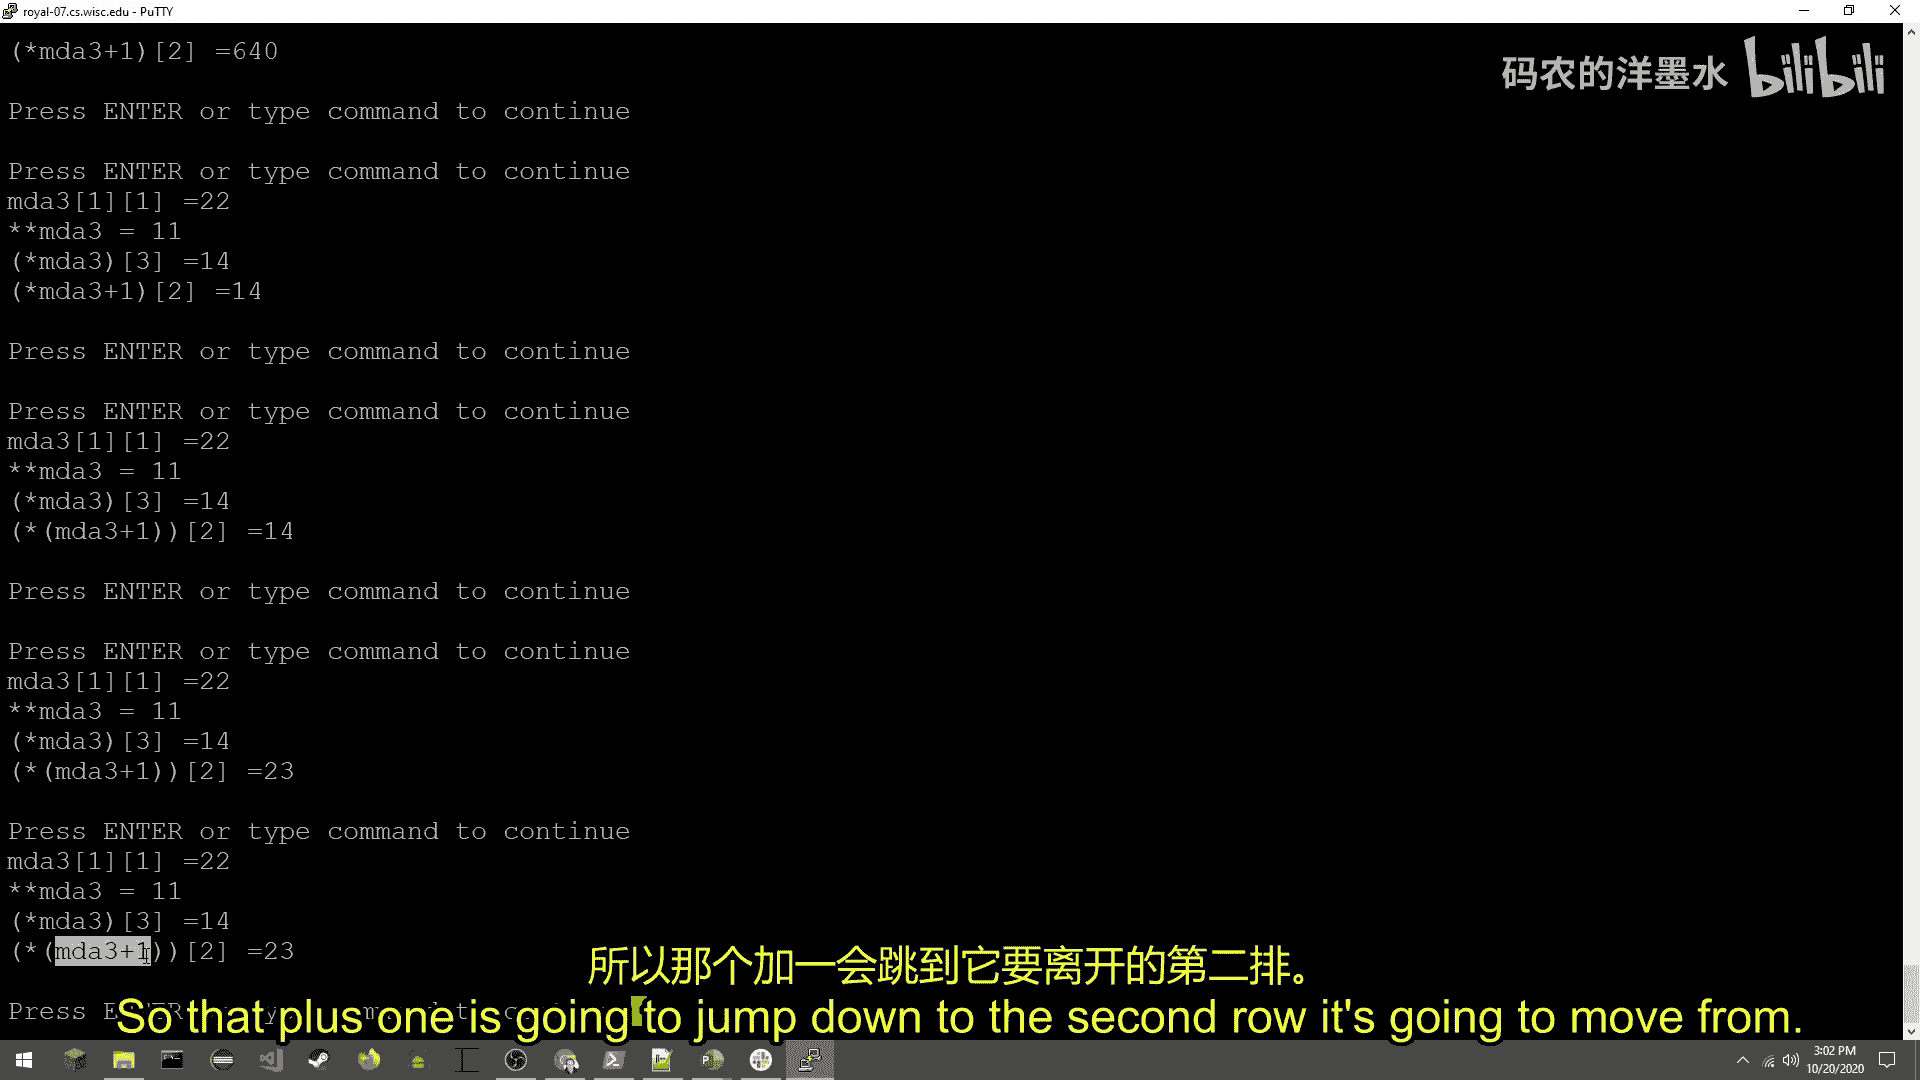 royal-07.cs.wisc.edu - PuTTY
(*mda3+1)[2] =640
码农的洋墨水 bilibili
Press ENTER or type command to continue
Press ENTER or type command to continue
mda3[1][1] =22
**mda3 = 11
(*mda3)[3] =14
(*mda3+1)[2] =14
Press ENTER or type command to continue
Press ENTER or type command to continue
mda3[1][1] =22
**mda3 = 11
(*mda3)[3] =14
(*(mda3+1))[2] =14
Press ENTER or type command to continue
Press ENTER or type command to continue
mda3[1][1] =22
**mda3 = 11
(*mda3)[3] =14
(*(mda3+1))[2] =23
Press ENTER or type command to continue
mda3[1][1] =22
**mda3 = 11
(*mda3)[3] =14
(*(mda3+1))[2] =23
所以那个加一会跳到它要离开的第二排。
Press
So that plus one is going to jump down to the second row it's going to move from.
3:02 PM
10/20/2020